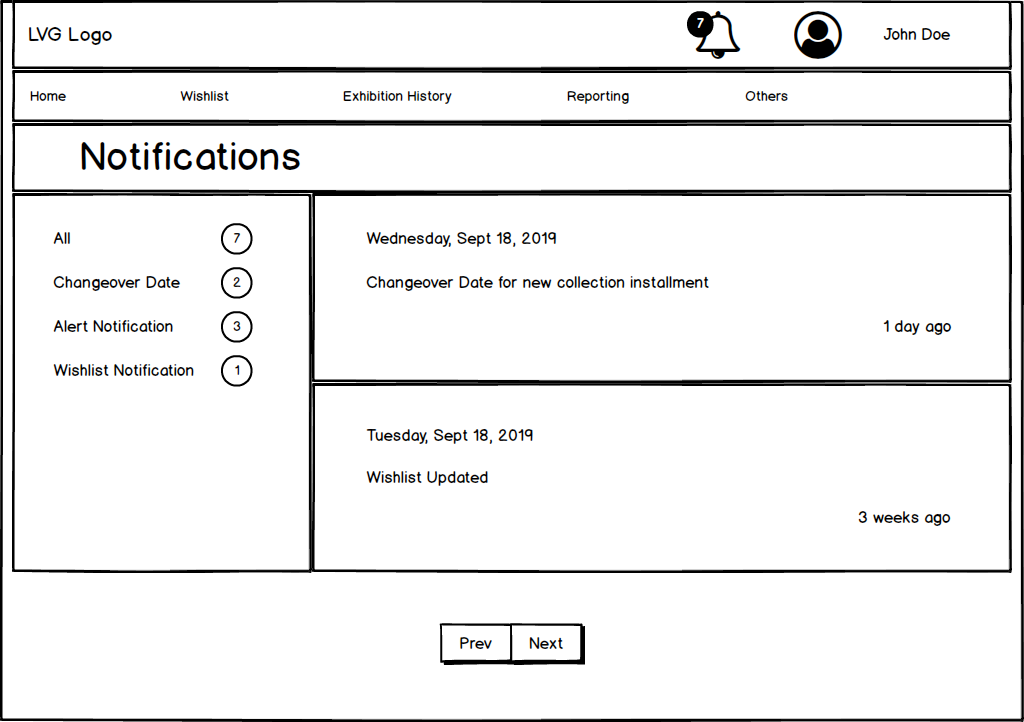 LVG Logo
7
John Doe
Home Wishlist Exhibition History Reporting Others
Notifications
All 7
Changeover Date 2
Alert Notification 3
Wishlist Notification 1
Wednesday, Sept 18, 2019
Changeover Date for new collection installment
1 day ago
Tuesday, Sept 18, 2019
Wishlist Updated
3 weeks ago
Prev Next